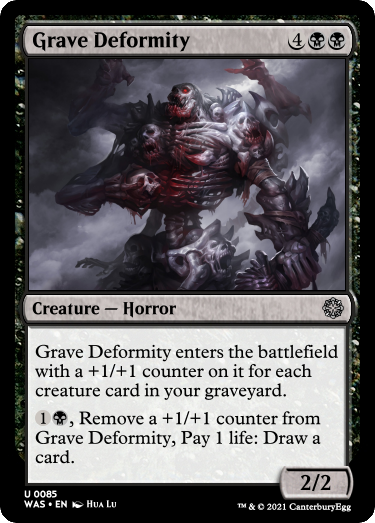 Grave Deformity 4
Creature — Horror
Grave Deformity enters the battlefield
with a +1/+1 counter on it for each
creature card in your graveyard.
1, Remove a +1/+1 counter from
Grave Deformity, Pay 1 life: Draw a
card.
2/2
U 0085
WAS • EN Hua Lu
™ & © 2021 CanterburyEgg